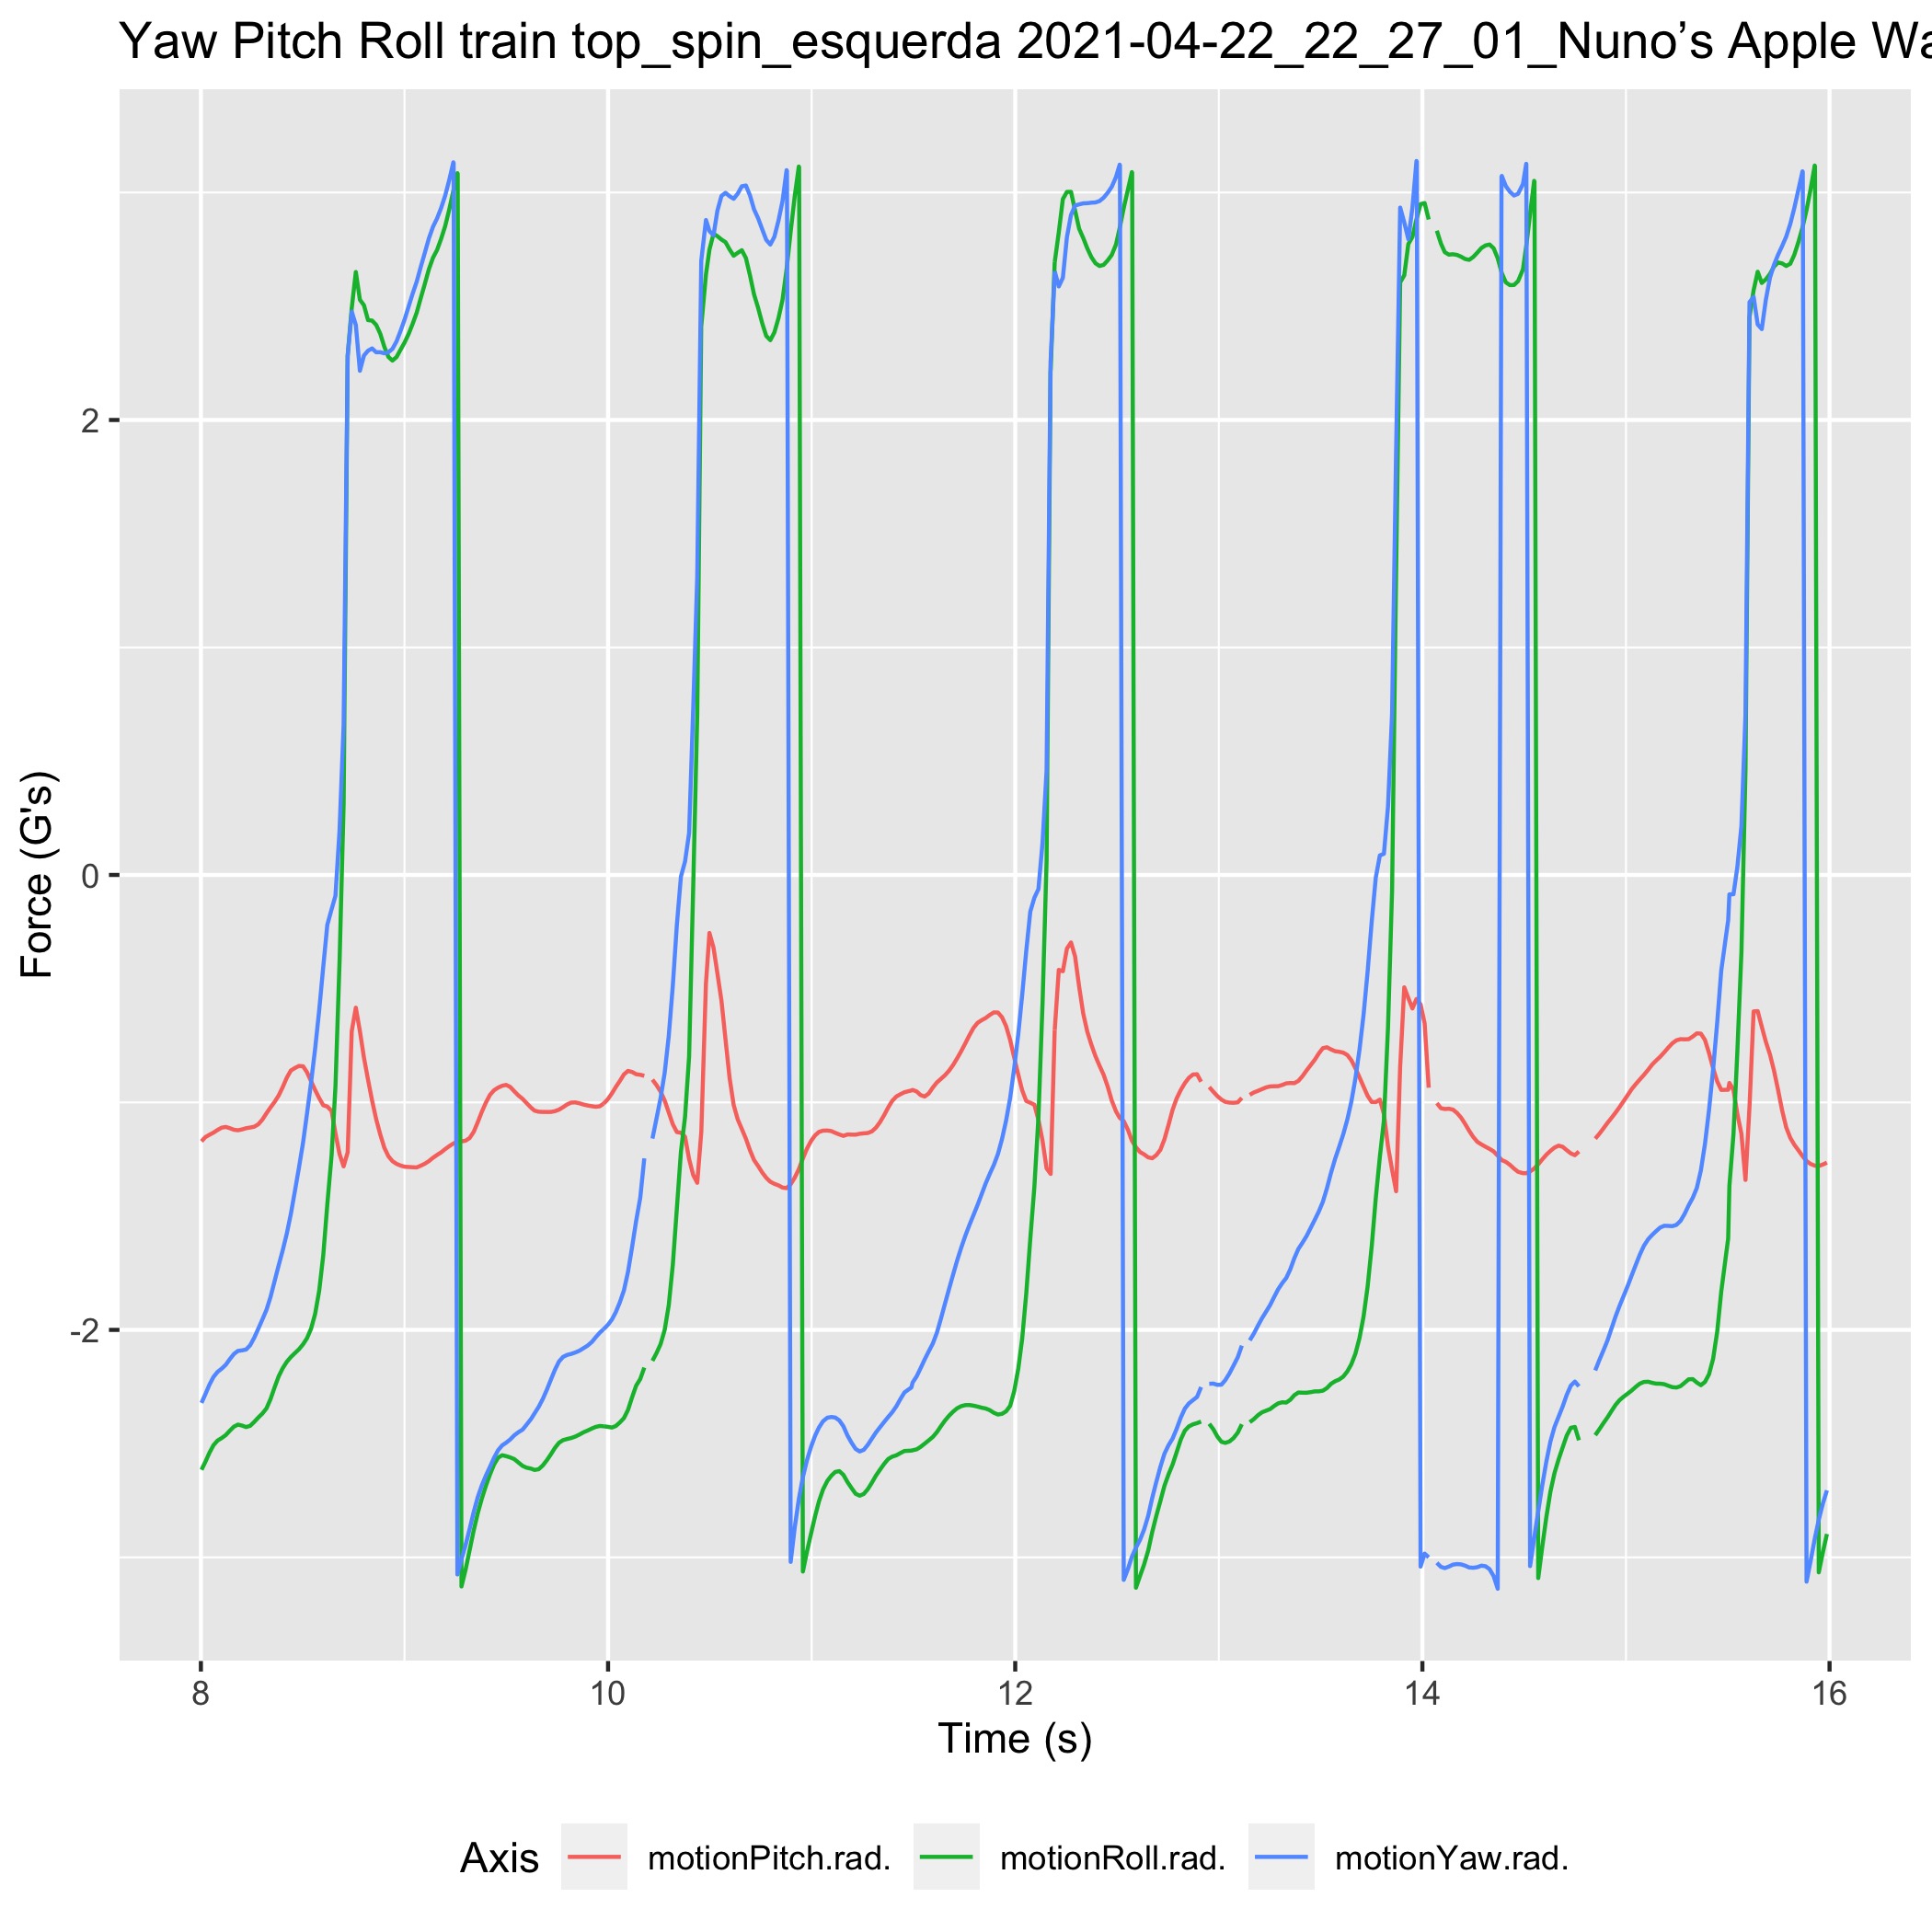 Yaw Pitch Roll train top_spin_esquerda 2021-04-22_22_27_01_Nuno’s Apple Wa
Force (G's)
2
0
-2
8 10 12 14 16
Time (s)
Axis motionPitch.rad. motionRoll.rad. motionYaw.rad.